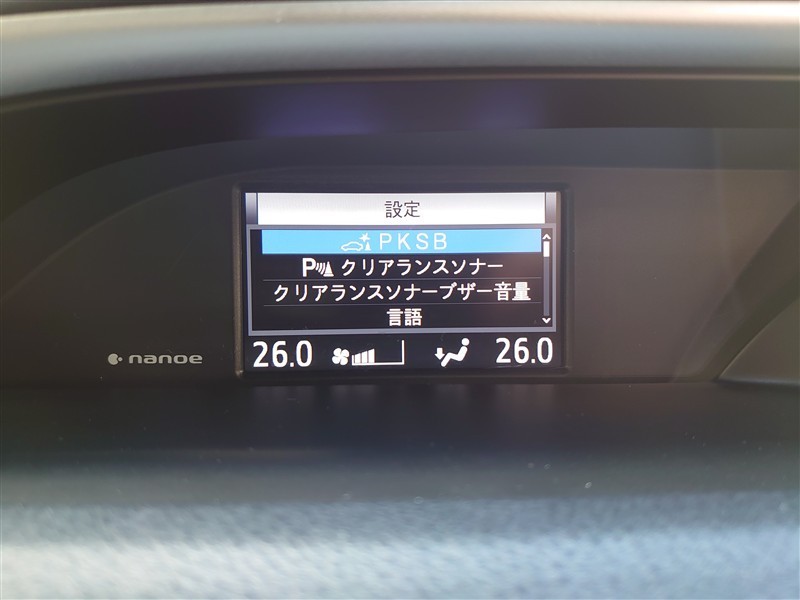 設定
PKSB
P クリアランスソナー
クリアランスソナーブザー音量
言語
26.0 26.0
nanoe